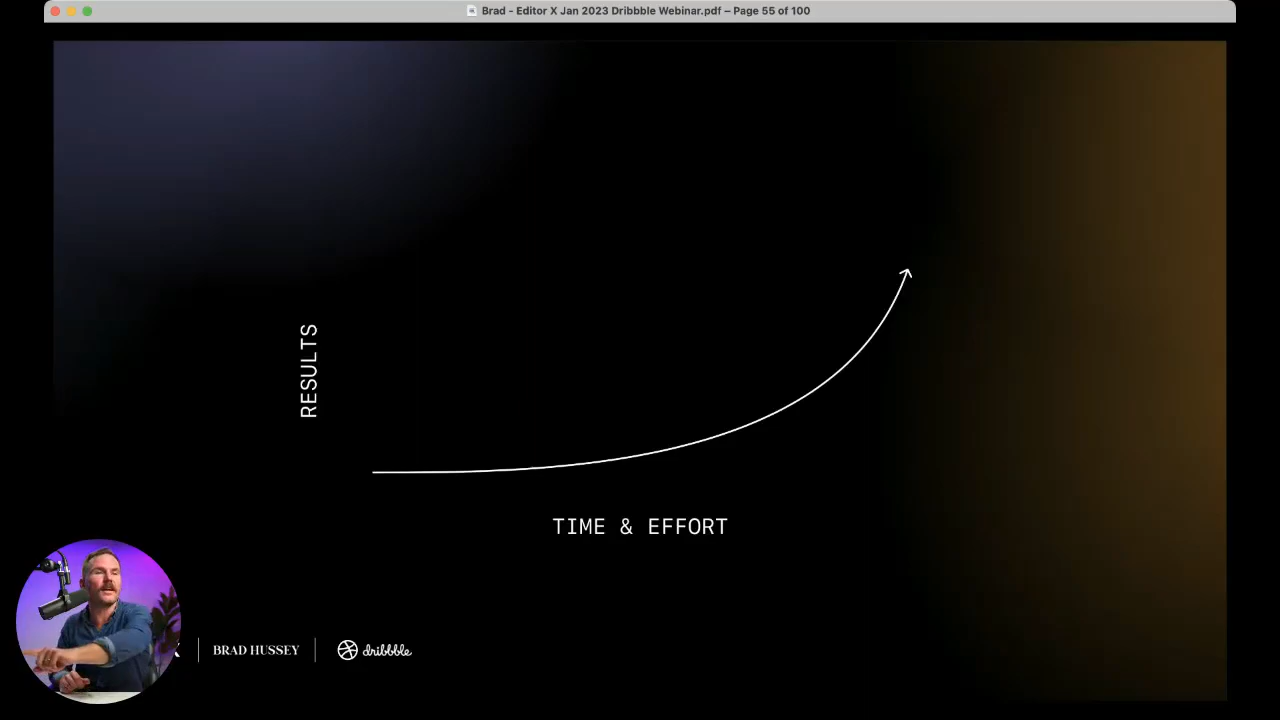 Brad - Editor X Jan 2023 Dribbble Webinar.pdf – Page 55 of 100
RESULTS
TIME & EFFORT
BRAD HUSSEY
dribbble